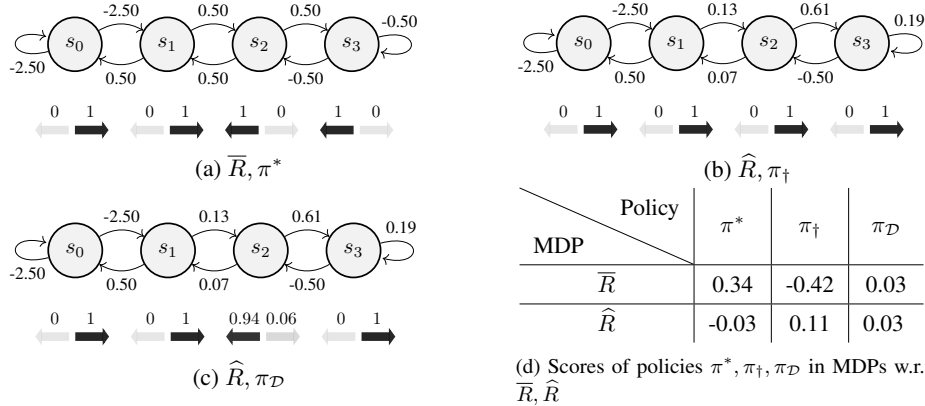 -2.50 0.50 0.50 -0.50
s0 s1 s2 s3
-2.50 0.50 0.50 -0.50
0 1 0 1 1 0 1 0
(a) R̅, π*
-2.50 0.13 0.61 0.19
s0 s1 s2 s3
-2.50 0.50 0.07 -0.50
0 1 0 1 0 1 0 1
(b) R̂, π†
-2.50 0.13 0.61 0.19
s0 s1 s2 s3
-2.50 0.50 0.07 -0.50
0 1 0 1 0.94 0.06 0 1
(c) R̂, π_D
Policy π* π† π_D
MDP
R̅ 0.34 -0.42 0.03
R̂ -0.03 0.11 0.03
(d) Scores of policies π*, π†, π_D in MDPs w.r.
R̅, R̂